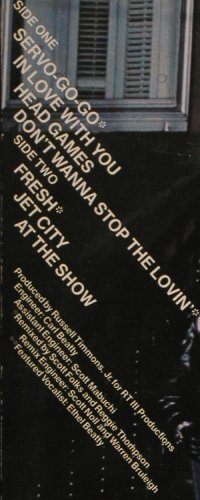 SIDE ONE
SERVO-GO-GO*
IN LOVE WITH YOU
HEAD GAMES
DON'T WANNA STOP THE LOVIN'*
SIDE TWO
FRESH*
JET CITY
AT THE SHOW
Produced by Russell Timmons, Jr. for RT III Productions
Engineer, Carl Beatty
Assistant Engineer, Scott Mabuchi
*Remixed by Scott Folks and Reggie Thompson
Remix Engineer, Scott Noll and Warren Bruleigh
Featured Vocalist: Ethel Beatty